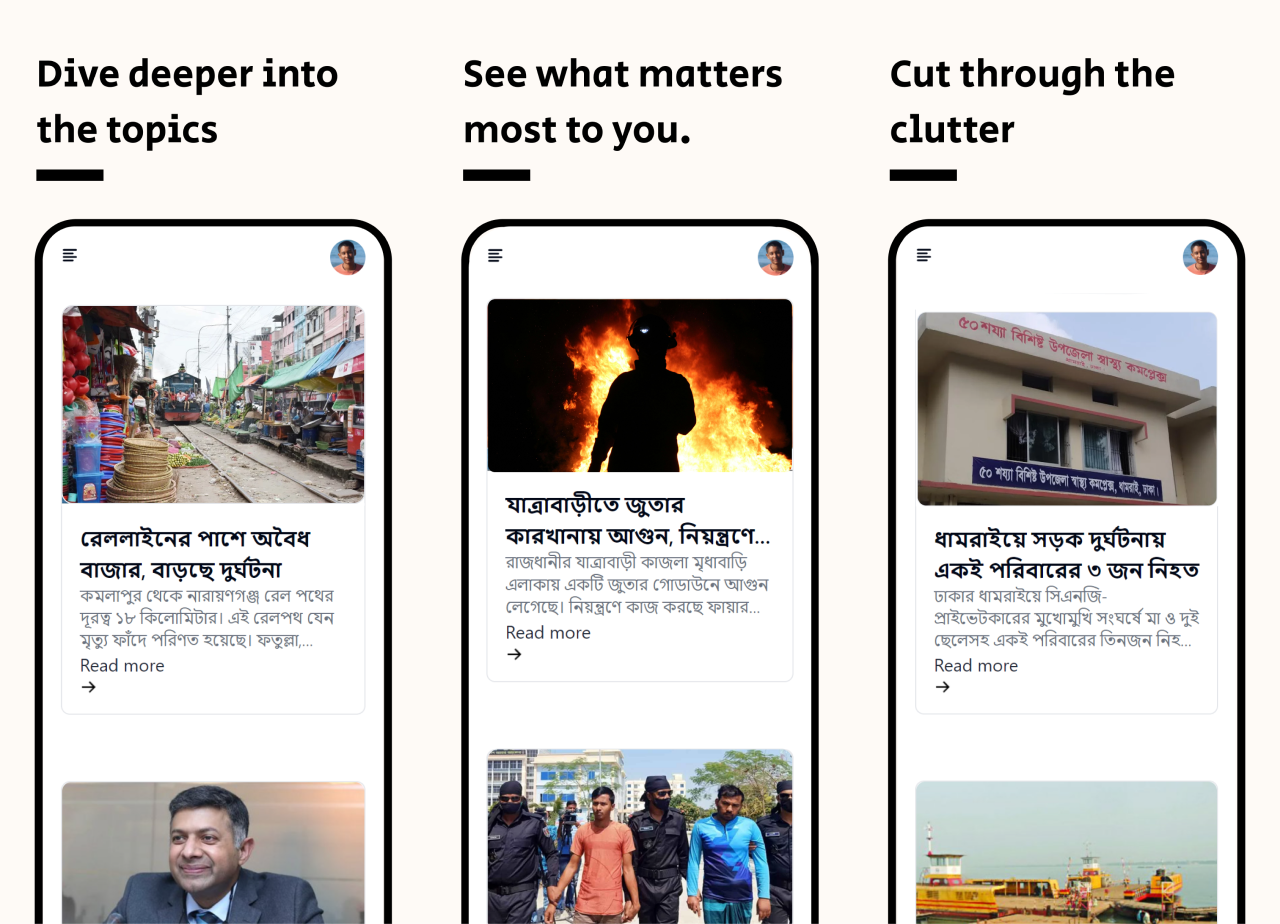 Dive deeper into
the topics
রেললাইনের পাশে অবৈধ
বাজার, বাড়ছে দুর্ঘটনা
কমলাপুর থেকে নারায়ণগঞ্জ রেল পথের
দূরত্ব ১৮ কিলোমিটার। এই রেলপথ যেন
মৃত্যু ফাঁদে পরিণত হয়েছে। ফতুল্লা,...
Read more
→
See what matters
most to you.
যাত্রাবাড়ীতে জুতার
কারখানায় আগুন, নিয়ন্ত্রণে...
রাজধানীর যাত্রাবাড়ী কাজলা মৃধাবাড়ি
এলাকায় একটি জুতার গোডাউনে আগুন
লেগেছে। নিয়ন্ত্রণে কাজ করছে ফায়ার...
Read more
→
Cut through the
clutter
৫০ শয্যা বিশিষ্ট উপজেলা স্বাস্থ্য কমপ্লেক্স
ধামরাই, ঢাকা
৫০ শয্যা বিশিষ্ট উপজেলা স্বাস্থ্য কমপ্লেক্স, ধামরাই, ঢাকা।
ধামরাইয়ে সড়ক দুর্ঘটনায়
একই পরিবারের ৩ জন নিহত
ঢাকার ধামরাইয়ে সিএনজি-
প্রাইভেটকারের মুখোমুখি সংঘর্ষে মা ও দুই
ছেলেসহ একই পরিবারের তিনজন নিহ...
Read more
→